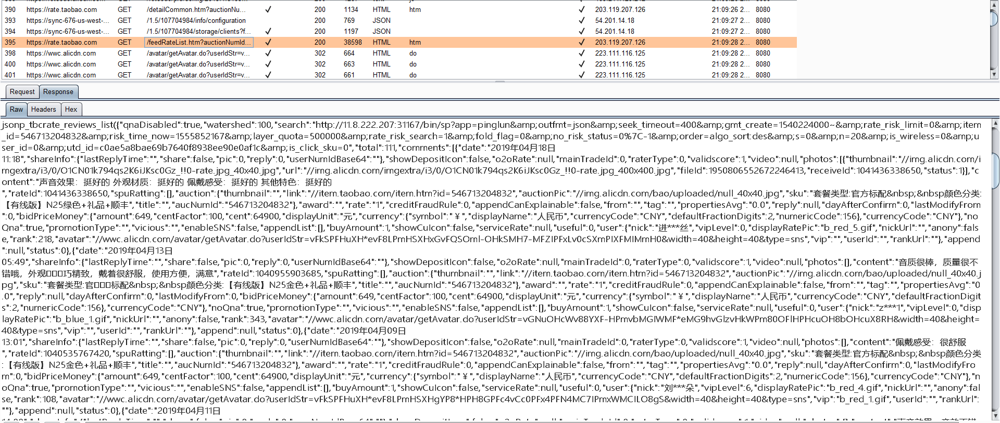 390 https://rate.taobao.com GET /detailCommon.htm?auctionNu... ✓ 200 1134 HTML htm ✓ 203.119.207.126 21:09:26 2... 8080
393 https://sync-676-us-west-... GET /1.5/107704984/info/configuration 200 769 JSON ✓ 54.201.14.18 21:09:27 2... 8080
394 https://sync-676-us-west-... GET /1.5/107704984/storage/clients?f... ✓ 200 1197 JSON ✓ 54.201.14.18 21:09:28 2... 8080
395 https://rate.taobao.com GET /feedRateList.htm?auctionNumId... ✓ 200 38598 HTML htm ✓ 203.119.207.126 21:09:28 2... 8080
398 https://wwc.alicdn.com GET /avatar/getAvatar.do?userIdStr=v... ✓ 302 664 HTML do ✓ 223.111.116.125 21:09:28 2... 8080
400 https://wwc.alicdn.com GET /avatar/getAvatar.do?userIdStr=v... ✓ 302 663 HTML do ✓ 223.111.116.125 21:09:28 2... 8080
401 https://wwc.alicdn.com GET /avatar/getAvatar.do?userIdStr=v... ✓ 302 661 HTML do ✓ 223.111.116.125 21:09:28 2... 8080
Request Response
Raw Headers Hex
jsonp_tbcrate_reviews_list({"qnaDisabled":true,"watershed":100,"search":"http://11.8.222.207:31167/bin/sp?app=pinglun&amp;outfmt=json&amp;seek_timeout=400&amp;gmt_create=1540224000~&amp;rate_risk_limit=0&amp;item
_id=546713204832&amp;risk_time_now=1555852167&amp;layer_quota=500000&amp;rate_risk_search=1&amp;fold_flag=0&amp;no_risk_status=0%7C-1&amp;order=algo_sort:des&amp;s=0&amp;n=20&amp;is_wireless=0&amp;u
ser_id=0&amp;utd_id=c0ae5a8bae69b7640f8938ee90e0af1c&amp;is_click_sku=0","total":111,"comments":[{"date":"2019年04月18日
11:18","shareInfo":{"lastReplyTime":"","share":false,"pic":0,"reply":0,"userNumIdBase64":""},"showDepositIcon":false,"o2oRate":null,"mainTradeId":0,"raterType":0,"validscore":1,"video":null,"photos":[{"thumbnail":"//img.alicdn.com/i
mgextra/i3/0/O1CN01k794qs2K6iJKsc0Gz_!!0-rate.jpg_40x40.jpg","url":"//img.alicdn.com/imgextra/i3/0/O1CN01k794qs2K6iJKsc0Gz_!!0-rate.jpg_400x400.jpg","fileId":1950806552672246413,"receiveId":1041436338650,"status":1}],"c
ontent":"声音效果：挺好的 外观材质：挺好的 佩戴感受：挺好的 其他特色：挺好的
","rateId":1041436338650,"spuRatting":[],"auction":{"thumbnail":"","link":"//item.taobao.com/item.htm?id=546713204832","auctionPic":"//img.alicdn.com/bao/uploaded/null_40x40.jpg","sku":"套餐类型:官方标配&nbsp;&nbsp颜色分类:
【有线版】N25绿色+礼品+顺丰","title":"","aucNumId":"546713204832"},"award":"","rate":"1","creditFraudRule":0,"appendCanExplainable":false,"from":"","tag":"","propertiesAvg":"0.0","reply":null,"dayAfterConfirm":0,"lastModifyFrom"
:0,"bidPriceMoney":{"amount":649,"centFactor":100,"cent":64900,"displayUnit":"元","currency":{"symbol":"￥","displayName":"人民币","currencyCode":"CNY","defaultFractionDigits":2,"numericCode":156},"currencyCode":"CNY"},"no
Qna":true,"promotionType":"","vicious":"","enableSNS":false,"appendList":[],"buyAmount":1,"showCuIcon":false,"serviceRate":null,"useful":0,"user":{"nick":"进***丝","vipLevel":0,"displayRatePic":"b_red_5.gif","nickUrl":"","anony":fals
e,"rank":218,"avatar":"//wwc.alicdn.com/avatar/getAvatar.do?userIdStr=vFkSPFHuXH*evF8LPmHSXHxGvFQSOml-OHkSMH7-MFZIPFxLv0cSXmPIXFMIMmH0&width=40&height=40&type=sns","vip":"","userId":"","rankUrl":""},"append"
:null,"status":0},{"date":"2019年04月13日
05:49","shareInfo":{"lastReplyTime":"","share":false,"pic":0,"reply":0,"userNumIdBase64":""},"showDepositIcon":false,"o2oRate":null,"mainTradeId":0,"raterType":0,"validscore":1,"video":null,"photos":[],"content":"音质很棒，质量很不
错哦，外观□□□巧精致，戴着很舒服，使用方便，满意","rateId":1040955903685,"spuRatting":[],"auction":{"thumbnail":"","link":"//item.taobao.com/item.htm?id=546713204832","auctionPic":"//img.alicdn.com/bao/uploaded/null_40x40.j
pg","sku":"套餐类型:官□□□标配&nbsp;&nbsp颜色分类:【有线版】N25金色+礼品+顺丰","title":"","aucNumId":"546713204832"},"award":"","rate":"1","creditFraudRule":0,"appendCanExplainable":false,"from":"","tag":"","propertiesAvg":"0
.0","reply":null,"dayAfterConfirm":0,"lastModifyFrom":0,"bidPriceMoney":{"amount":649,"centFactor":100,"cent":64900,"displayUnit":"元","currency":{"symbol":"￥","displayName":"人民币","currencyCode":"CNY","defaultFractionDigit
s":2,"numericCode":156},"currencyCode":"CNY"},"noQna":true,"promotionType":"","vicious":"","enableSNS":false,"appendList":[],"buyAmount":1,"showCuIcon":false,"serviceRate":null,"useful":0,"user":{"nick":"z***1","vipLevel":0,"disp
layRatePic":"b_blue_1.gif","nickUrl":"","anony":false,"rank":343,"avatar":"//wwc.alicdn.com/avatar/getAvatar.do?userIdStr=vGNuOHcWv88YXF-HPmvbMGIWMF*eMG9hvGlzvHkWPm80OFlHPHcuOH8bOHcuX8RH&width=40&height=
40&type=sns","vip":"","userId":"","rankUrl":""},"append":null,"status":0},{"date":"2019年04月09日
13:01","shareInfo":{"lastReplyTime":"","share":false,"pic":0,"reply":0,"userNumIdBase64":""},"showDepositIcon":false,"o2oRate":null,"mainTradeId":0,"raterType":0,"validscore":1,"video":null,"photos":[],"content":"佩戴感受：很舒服
","rateId":1040535767420,"spuRatting":[],"auction":{"thumbnail":"","link":"//item.taobao.com/item.htm?id=546713204832","auctionPic":"//img.alicdn.com/bao/uploaded/null_40x40.jpg","sku":"套餐类型:官方标配&nbsp;&nbsp颜色分类
:【有线版】N25金色+礼品+顺丰","title":"","aucNumId":"546713204832"},"award":"","rate":"1","creditFraudRule":0,"appendCanExplainable":false,"from":"","tag":"","propertiesAvg":"0.0","reply":null,"dayAfterConfirm":0,"lastModifyFro
m":0,"bidPriceMoney":{"amount":649,"centFactor":100,"cent":64900,"displayUnit":"元","currency":{"symbol":"￥","displayName":"人民币","currencyCode":"CNY","defaultFractionDigits":2,"numericCode":156},"currencyCode":"CNY"},"n
oQna":true,"promotionType":"","vicious":"","enableSNS":false,"appendList":[],"buyAmount":1,"showCuIcon":false,"serviceRate":null,"useful":0,"user":{"nick":"刘***朵","vipLevel":6,"displayRatePic":"b_red_4.gif","nickUrl":"","anony":fal
se,"rank":108,"avatar":"//wwc.alicdn.com/avatar/getAvatar.do?userIdStr=vFkSPFHuXH*evF8LPmHSXHgYP8*HPH8GPFc4vCc0PFx4PFN4MC7IPmxWMCILO8gS&width=40&height=40&type=sns","vip":"b_red_1.gif","userId":"","rankUrl":
""},"append":null,"status":0},{"date":"2019年04月11日